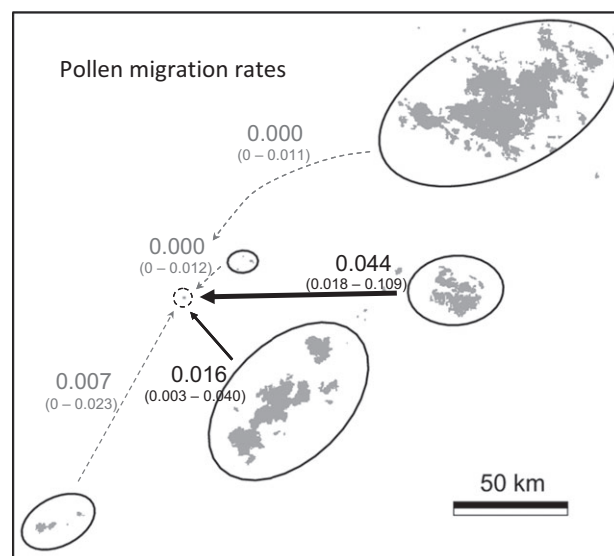 Pollen migration rates
0.000
(0 – 0.011)
0.000
(0 – 0.012)
0.044
(0.018 – 0.109)
0.016
(0.003 – 0.040)
0.007
(0 – 0.023)
50 km